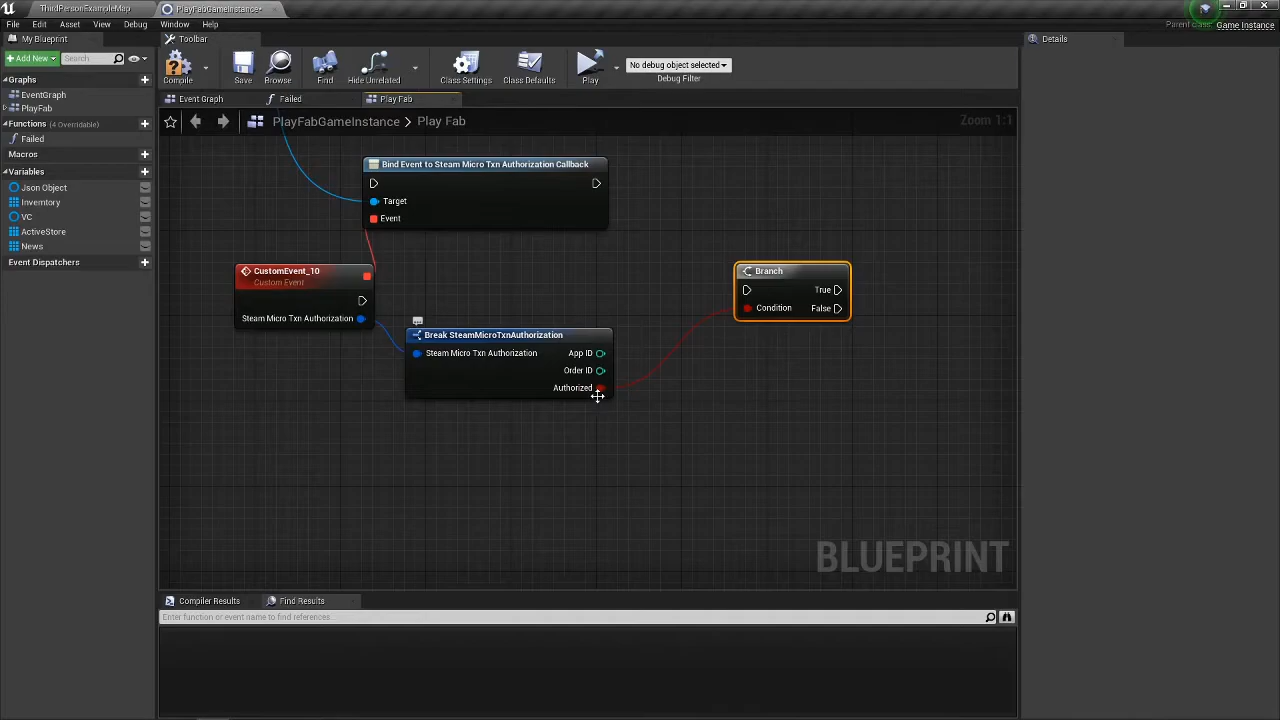 ThirdPersonExampleMap
PlayFabGameInstance*
File Edit Asset View Debug Window Help
Parent class: Game Instance
My Blueprint
Toolbar
Details
Add New
Search
Compile
Save
Browse
Find
Hide Unrelated
Class Settings
Class Defaults
Play
No debug object selected
Debug Filter
Graphs
EventGraph
PlayFab
Functions (4 Overridable)
Failed
Macros
Variables
Json Object
Inverntory
VC
ActiveStore
News
Event Dispatchers
Event Graph
Failed
Play Fab
PlayFabGameInstance > Play Fab
Zoom 1:1
Bind Event to Steam Micro Txn Authorization Callback
Target
Event
CustomEvent_10
Custom Event
Steam Micro Txn Authorization
Break SteamMicroTxnAuthorization
Steam Micro Txn Authorization
App ID
Order ID
Authorized
Branch
True
Condition
False
BLUEPRINT
Compiler Results
Find Results
Enter function or event name to find references...